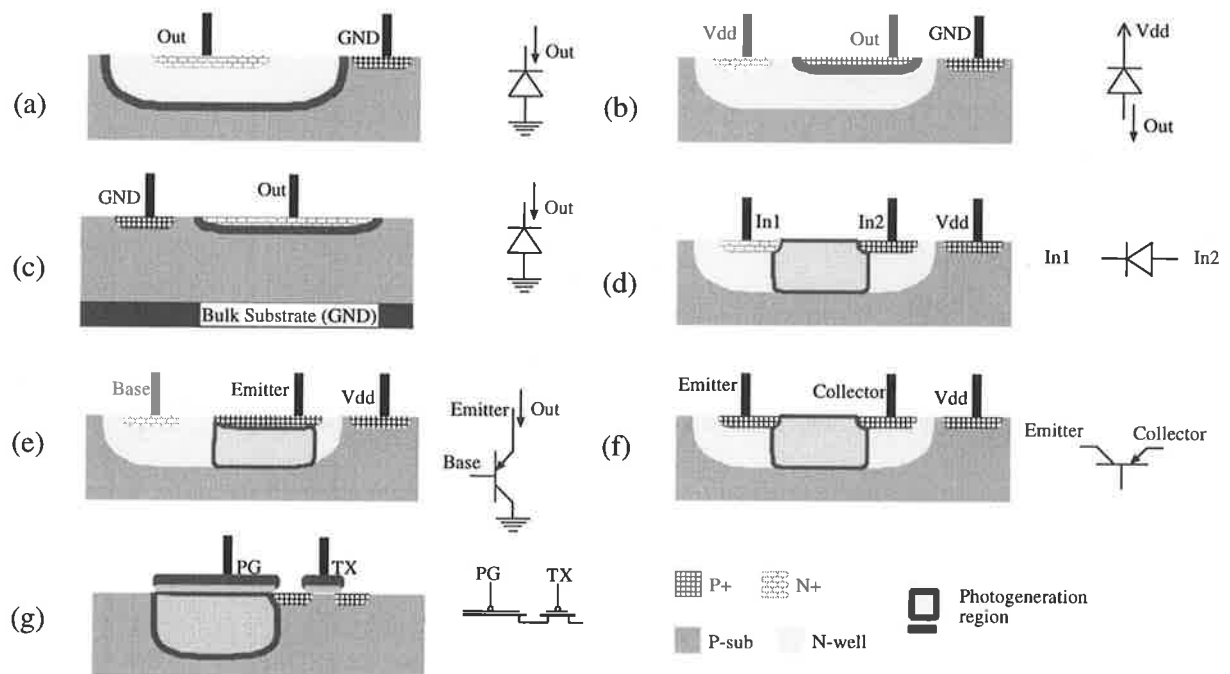 Out
GND
Out
(a)
Vdd
Out
GND
Vdd
Out
(b)
GND
Out
Out
(c)
Bulk Substrate (GND)
In1
In2
Vdd
In1
In2
(d)
Base
Emitter
Vdd
Emitter
Out
Base
(e)
Emitter
Collector
Vdd
Emitter
Collector
(f)
PG
TX
PG
TX
(g)
P+
N+
Photogeneration
region
P-sub
N-well